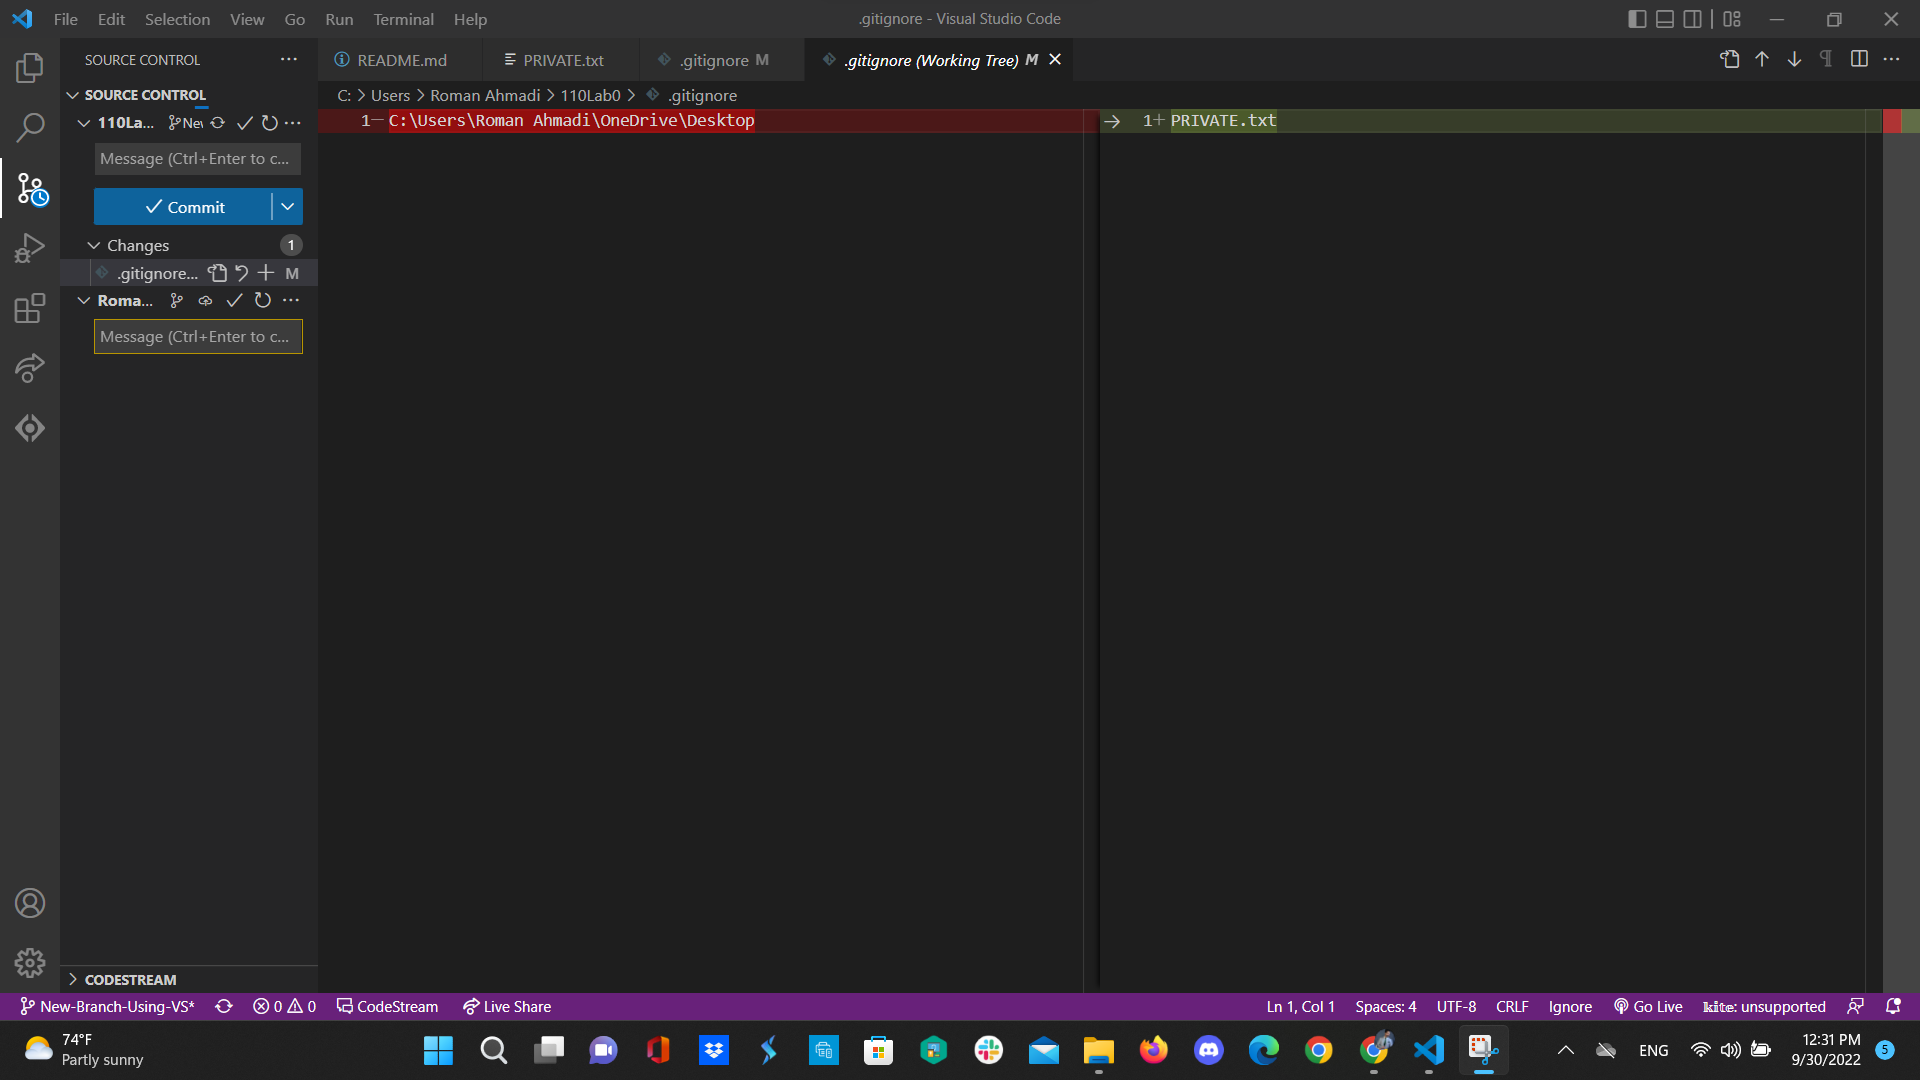 File Edit Selection View Go Run Terminal Help
.gitignore - Visual Studio Code
SOURCE CONTROL
README.md
PRIVATE.txt
.gitignore M
.gitignore (Working Tree) M
SOURCE CONTROL
C: > Users > Roman Ahmadi > 110Lab0 > .gitignore
110La... New
1— C:\Users\Roman Ahmadi\OneDrive\Desktop
1+ PRIVATE.txt
Message (Ctrl+Enter to c...
Commit
Changes 1
.gitignore... M
Roma...
Message (Ctrl+Enter to c...
CODESTREAM
New-Branch-Using-VS* 0 0 CodeStream Live Share
Ln 1, Col 1 Spaces: 4 UTF-8 CRLF Ignore Go Live kite: unsupported
74°F
Partly sunny
ENG
12:31 PM
9/30/2022
5